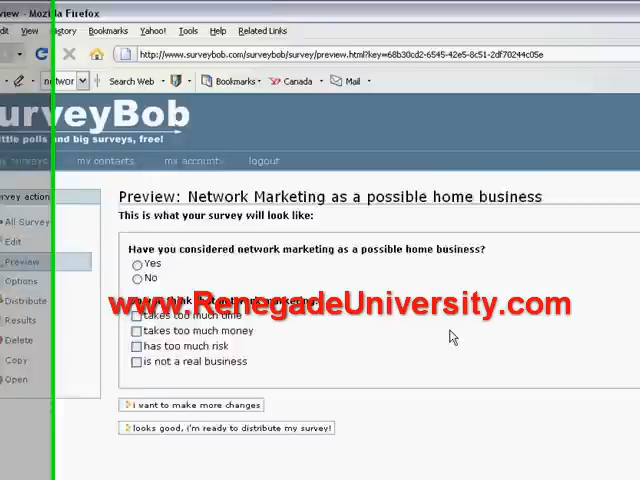 view - Mozilla Firefox
dit View History Bookmarks Yahoo! Tools Help Related Links
http://www.surveybob.com/surveybob/survey/preview.html?key=68b30cd2-6545-42e5-8c51-2df70244c05e
networ Search Web Bookmarks Canada Mail
urveyBob
ittle polls and big surveys, free!
my surveys my contacts my account logout
rvey action
All Survey
Edit
Preview
Options
Distribute
Results
Delete
Copy
Open
Preview: Network Marketing as a possible home business
This is what your survey will look like:
Have you considered network marketing as a possible home business?
Yes
No
www.RenegadeUniversity.com
takes too much time
takes too much money
has too much risk
is not a real business
i want to make more changes
looks good, i'm ready to distribute my survey!